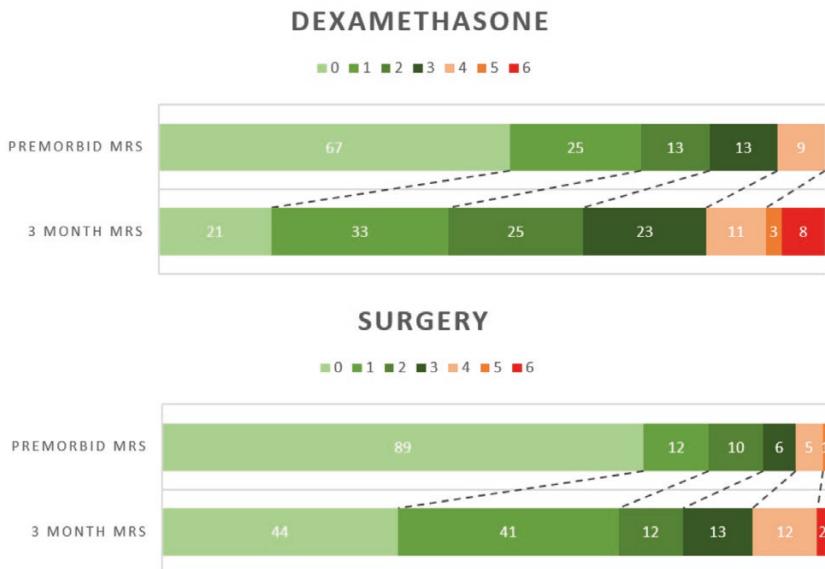 DEXAMETHASONE
0 1 2 3 4 5 6
PREMORBID MRS 67 25 13 13 9
3 MONTH MRS 21 33 25 23 11 3 8
SURGERY
0 1 2 3 4 5 6
PREMORBID MRS 89 12 10 6 5 1
3 MONTH MRS 44 41 12 13 12 2